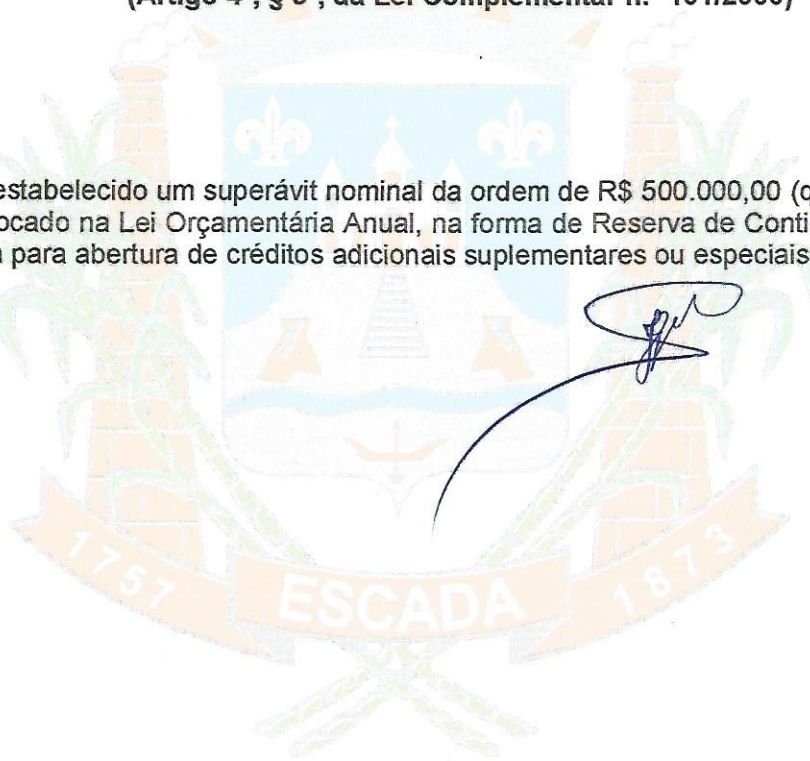 (Artigo 4º, § 3º, da Lei Complementar n.º 101/2000)
estabelecido um superávit nominal da ordem de R$ 500.000,00 (
ocado na Lei Orçamentária Anual, na forma de Reserva de Conti
para abertura de créditos adicionais suplementares ou especiais
1757
ESCADA
1873